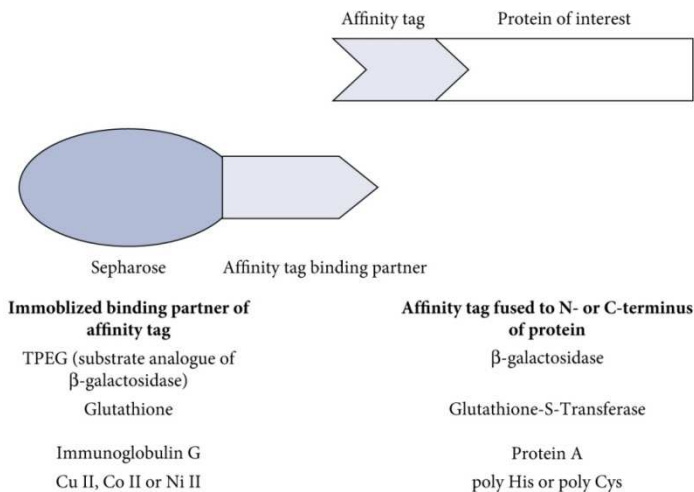 Affinity tag Protein of interest
Sepharose Affinity tag binding partner
Immoblized binding partner of
affinity tag
Affinity tag fused to N- or C-terminus
of protein
TPEG (substrate analogue of
β-galactosidase)
β-galactosidase
Glutathione
Glutathione-S-Transferase
Immunoglobulin G
Protein A
Cu II, Co II or Ni II
poly His or poly Cys